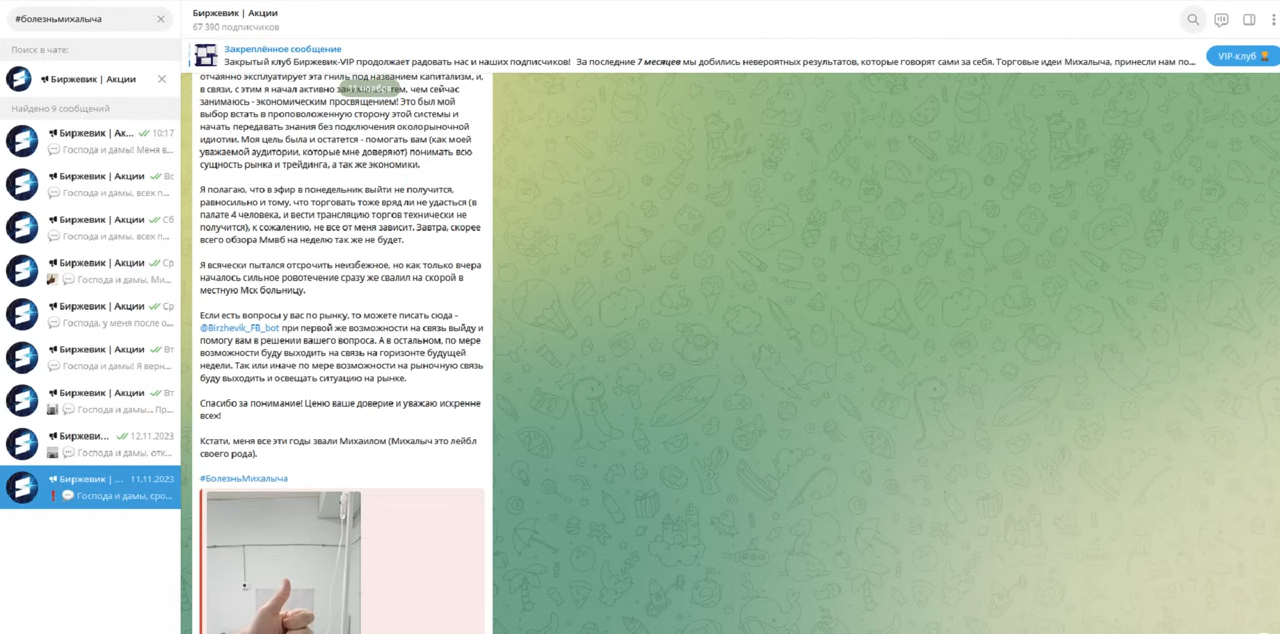 #болезньмихалыча
Поиск в чате:
Биржевик | Акции
Найдено 9 сообщений
Биржевик | Ак... 10:17
Господа и дамы! Меня в...
Биржевик | Акции Вс
Господа и дамы, всех п...
Биржевик | Акции Сб
Господа и дамы, всех п...
Биржевик | Акции Ср
Господа и дамы, Ми...
Биржевик | Акции Ср
Господа, у меня после о...
Биржевик | Акции Вт
Господа и дамы! Я верн...
Биржевик | Акции Вт
Господа и дамы... Пр...
Биржеви... 12.11.2023
Господа и дамы, отк...
Биржевик | ... 11.11.2023
Господа и дамы, сро...
Биржевик | Акции
67 390 подписчиков
Закреплённое сообщение
Закрытый клуб Биржевик-VIP продолжает радовать нас и наших подписчиков! За последние 7 месяцев мы добились невероятных результатов, которые говорят сами за себя. Торговые идеи Михалыча, принесли нам по...
VIP-клуб
отчаянно эксплуатирует эта гниль под названием капитализм, и,
в связи, с этим я начал активно тем, чем сейчас
занимаюсь - экономическим просвящением! Это был мой
выбор встать в проповоложенную сторону этой системы и
начать передавать знания без подключения околорыночной
идиотии. Моя цель была и остается - помогать вам (как моей
уважаемой аудитории, которые мне доверяют) понимать всю
сущность рынка и трейдинга, а так же экономики.
Я полагаю, что в эфир в понедельник выйти не получится,
равносильно и тому, что торговать тоже вряд ли не удасться (в
палате 4 человека, и вести трансляцию торгов технически не
получится), к сожалению, не все от меня зависит. Завтра, скорее
всего обзора Ммвб на неделю так же не будет.
Я всячески пытался отсрочить неизбежное, но как только вчера
началось сильное ровотечение сразу же свалил на скорой в
местную Мск больницу.
Если есть вопросы у вас по рынку, то можете писать сюда -
@Birzhevik_FB_bot при первой же возможности на связь выйду и
помогу вам в решении вашего вопроса. А в остальном, по мере
возможности буду выходить на связь на горизонте будущей
недели. Так или иначе по мере возможности на рыночную связь
буду выходить и освещать ситуацию на рынке.
Спасибо за понимание! Ценю ваше доверие и уважаю искренне
всех!
Кстати, меня все эти годы звали Михаилом (Михалыч это лейбл
своего рода).
#БолезньМихалыча